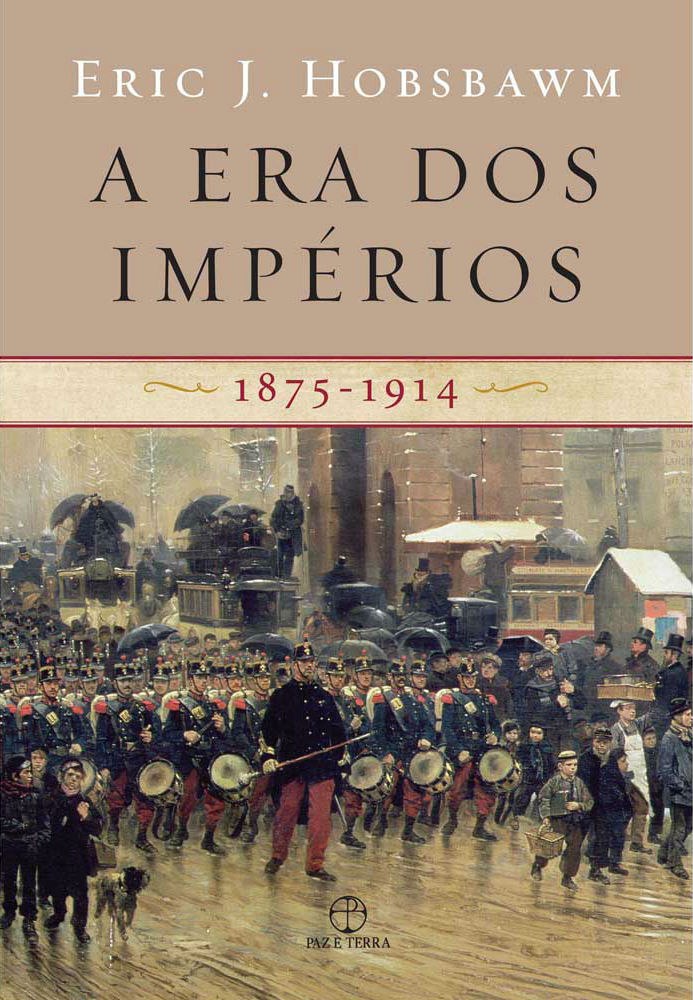 ERIC J. HOBSBAWM
A ERA DOS
IMPÉRIOS
1875-1914
PAZ E TERRA